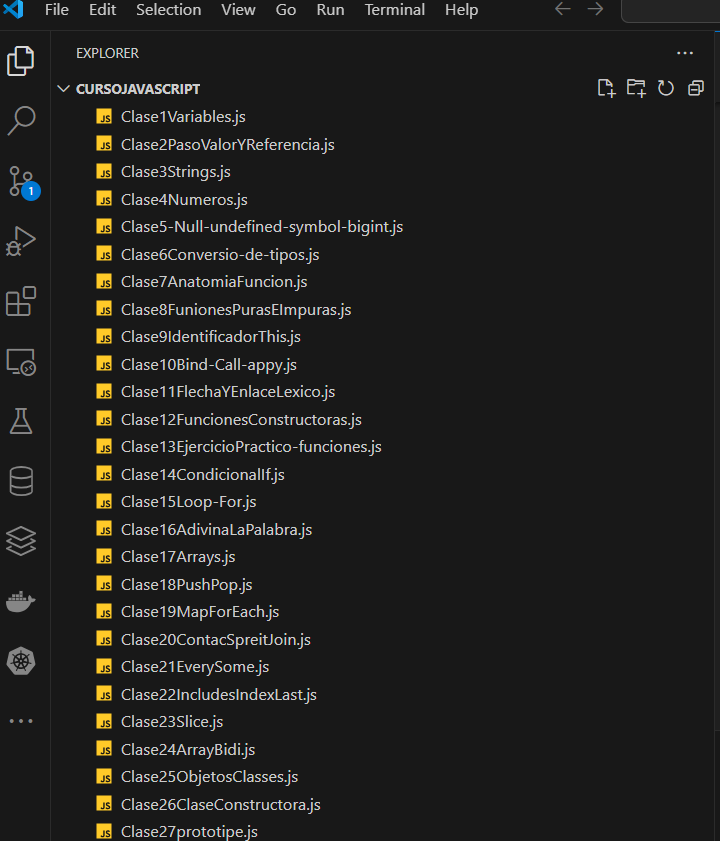 File Edit Selection View Go Run Terminal Help
EXPLORER
CURSOJAVASCRIPT
JS Clase1Variables.js
JS Clase2PasoValorYReferencia.js
JS Clase3Strings.js
JS Clase4Numeros.js
JS Clase5-Null-undefined-symbol-bigint.js
JS Clase6Conversio-de-tipos.js
JS Clase7AnatomiaFuncion.js
JS Clase8FunionesPurasEImpuras.js
JS Clase9IdentificadorThis.js
JS Clase10Bind-Call-appy.js
JS Clase11FlechaYEnlaceLexico.js
JS Clase12FuncionesConstructoras.js
JS Clase13EjercicioPractico-funciones.js
JS Clase14CondicionalIf.js
JS Clase15Loop-For.js
JS Clase16AdivinaLaPalabra.js
JS Clase17Arrays.js
JS Clase18PushPop.js
JS Clase19MapForEach.js
JS Clase20ContacSpreitJoin.js
JS Clase21EverySome.js
JS Clase22IncludesIndexLast.js
JS Clase23Slice.js
JS Clase24ArrayBidi.js
JS Clase25ObjetosClasses.js
JS Clase26ClaseConstructora.js
JS Clase27prototipe.js
1